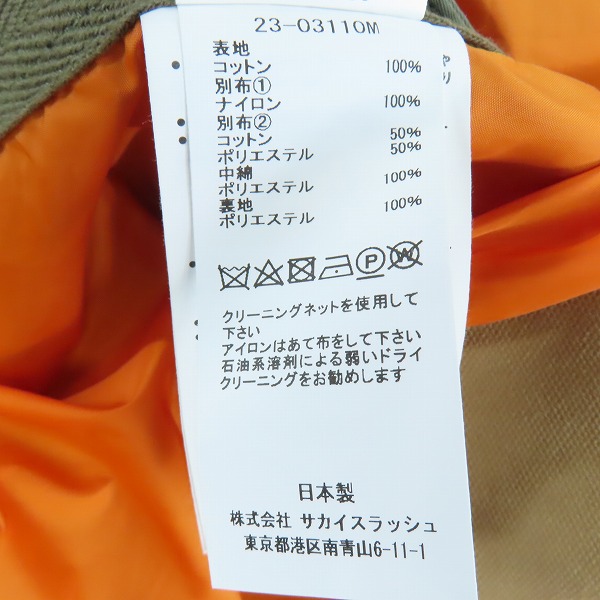 23-03110M
表地
コットン 100%
別布①
ナイロン 100%
別布②
コットン 50%
ポリエステル 50%
中綿
ポリエステル 100%
裏地
ポリエステル 100%
P W
クリーニングネットを使用して
下さい
アイロンはあて布をして下さい
石油系溶剤による弱いドライ
クリーニングをお勧めします
日本製
株式会社 サカイスラッシュ
東京都港区南青山6-11-1
や
り